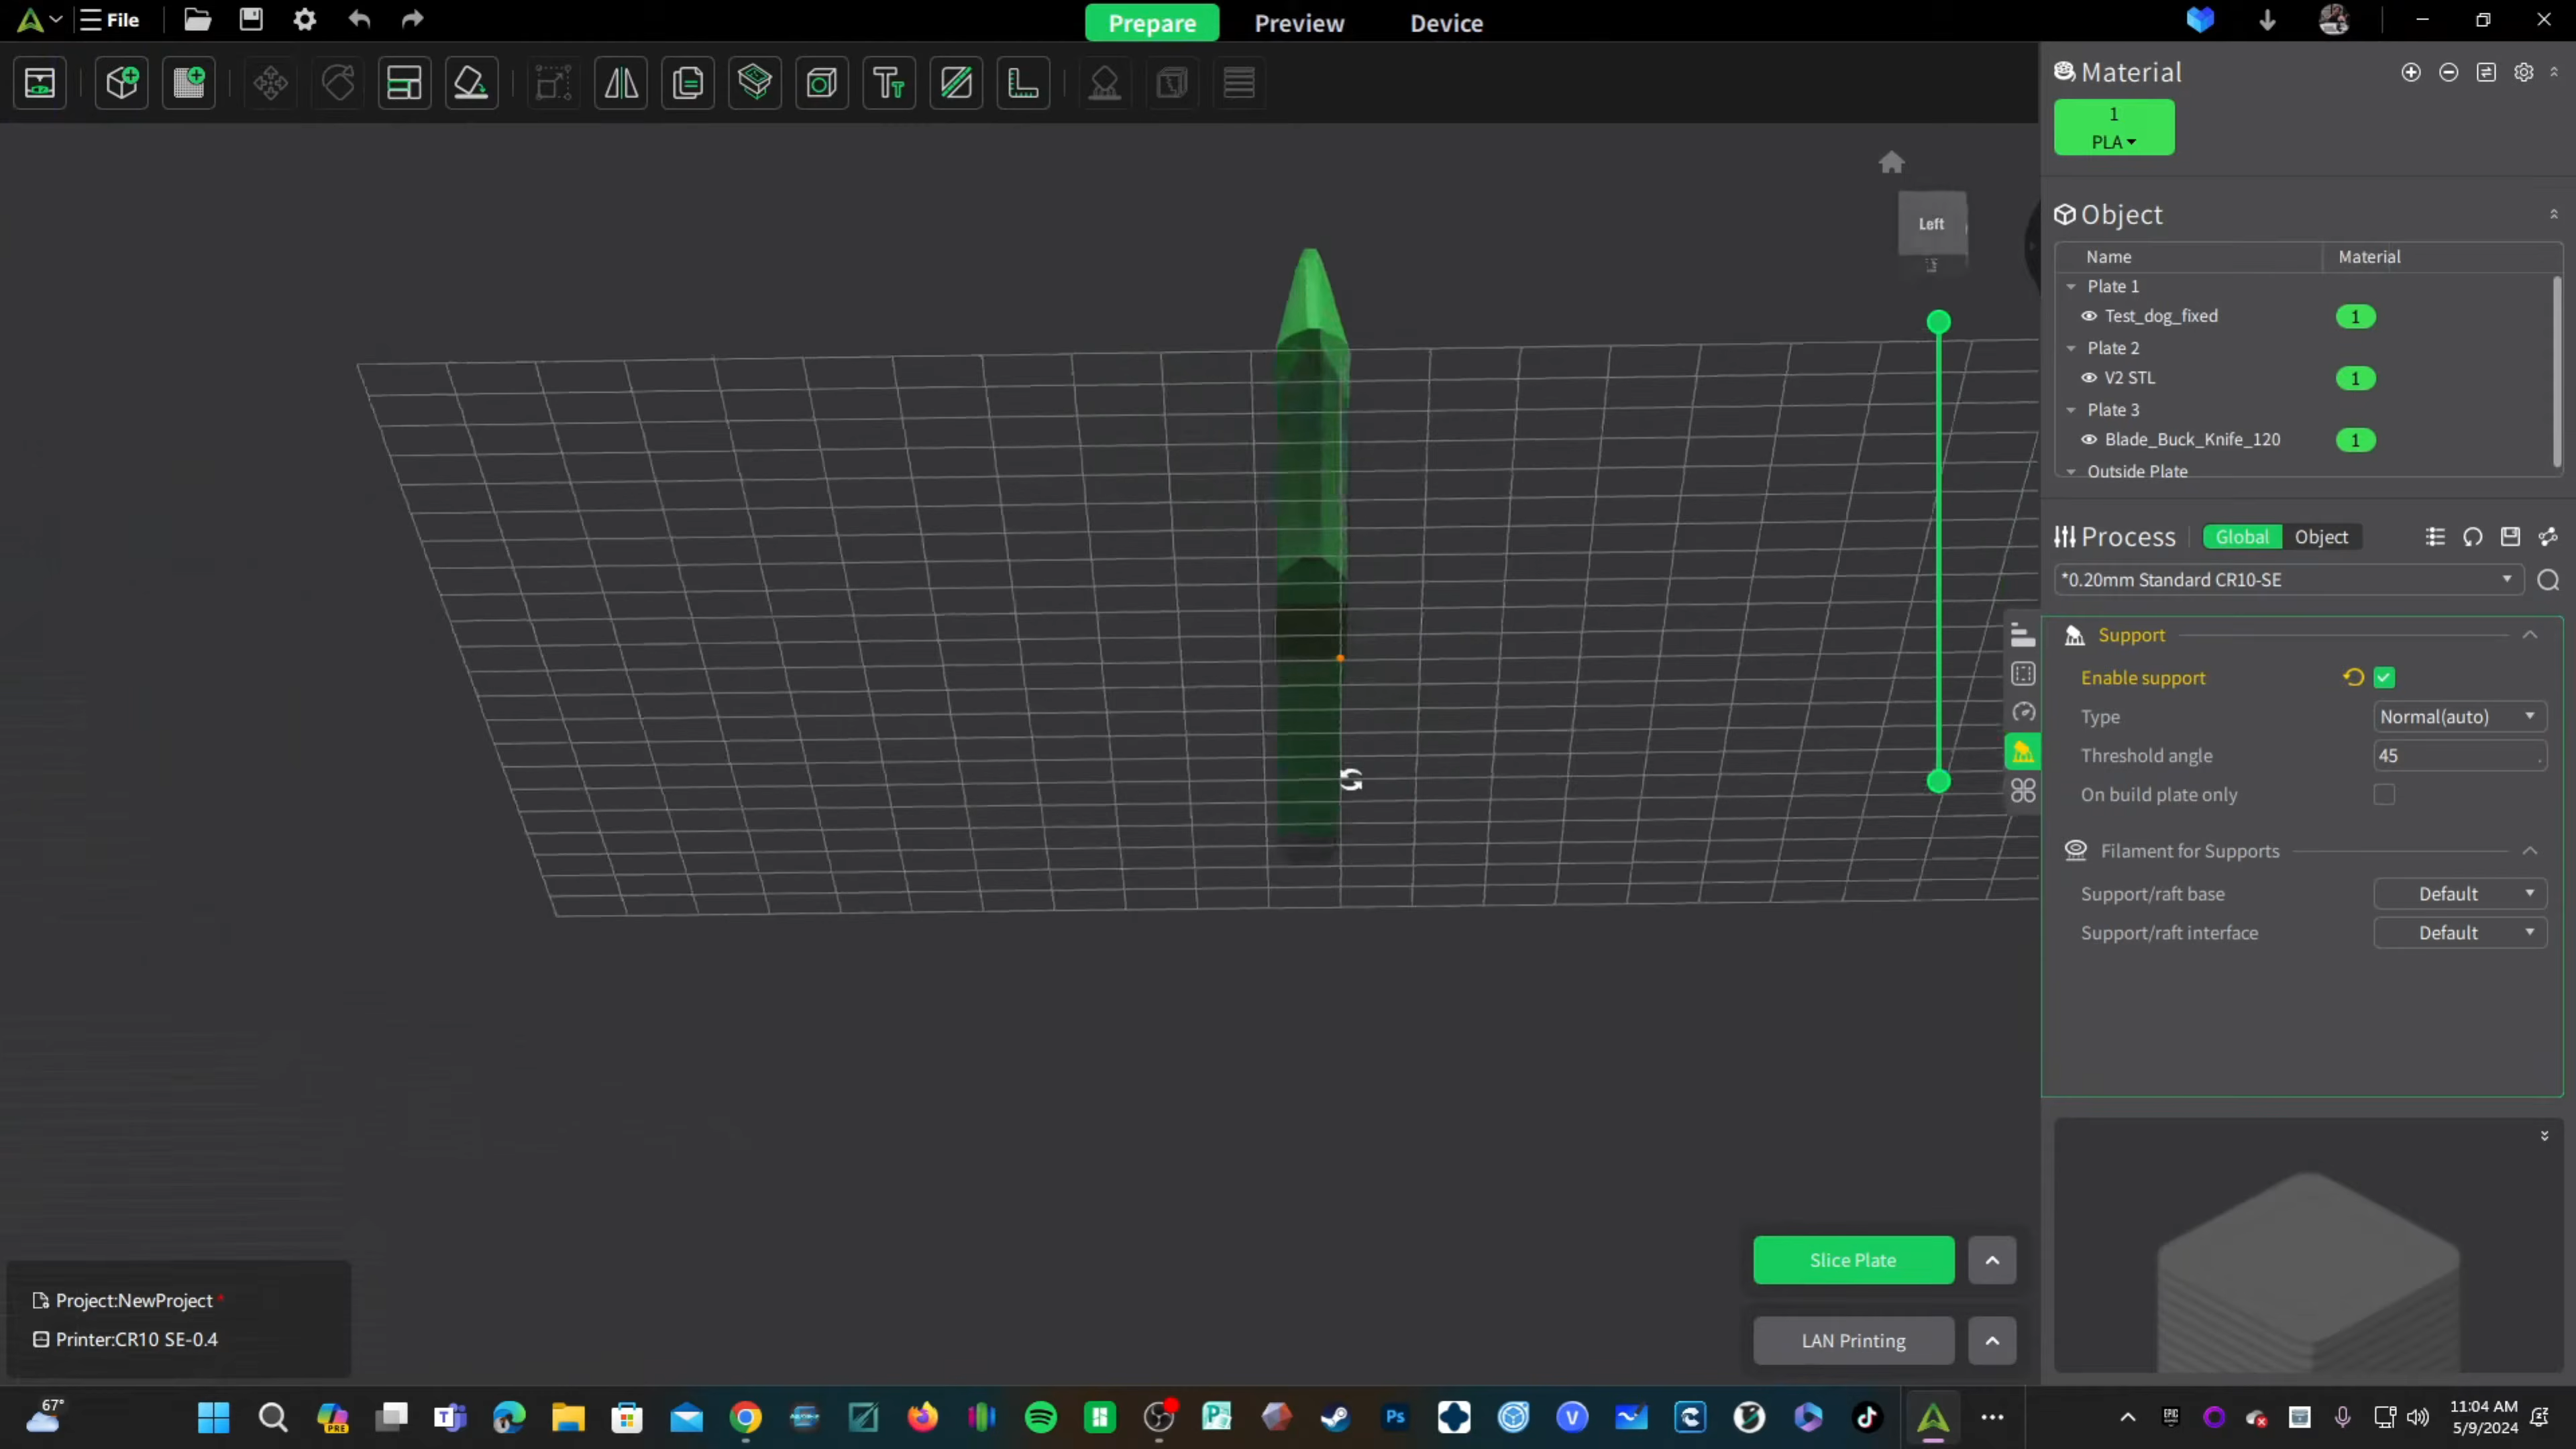 File
Prepare
Preview
Device
Material
1
PLA
Left
Object
Name
Material
Plate 1
Test_dog_fixed
1
Plate 2
V2 STL
1
Plate 3
Blade_Buck_Knife_120
1
Outside Plate
Process
Global
Object
*0.20mm Standard CR10-SE
Support
Enable support
Type
Normal(auto)
Threshold angle
45
On build plate only
Filament for Supports
Support/raft base
Default
Support/raft interface
Default
Slice Plate
LAN Printing
Project:NewProject *
Printer:CR10 SE-0.4
67°
PRE
Ps
V
EPIC
11:04 AM
5/9/2024